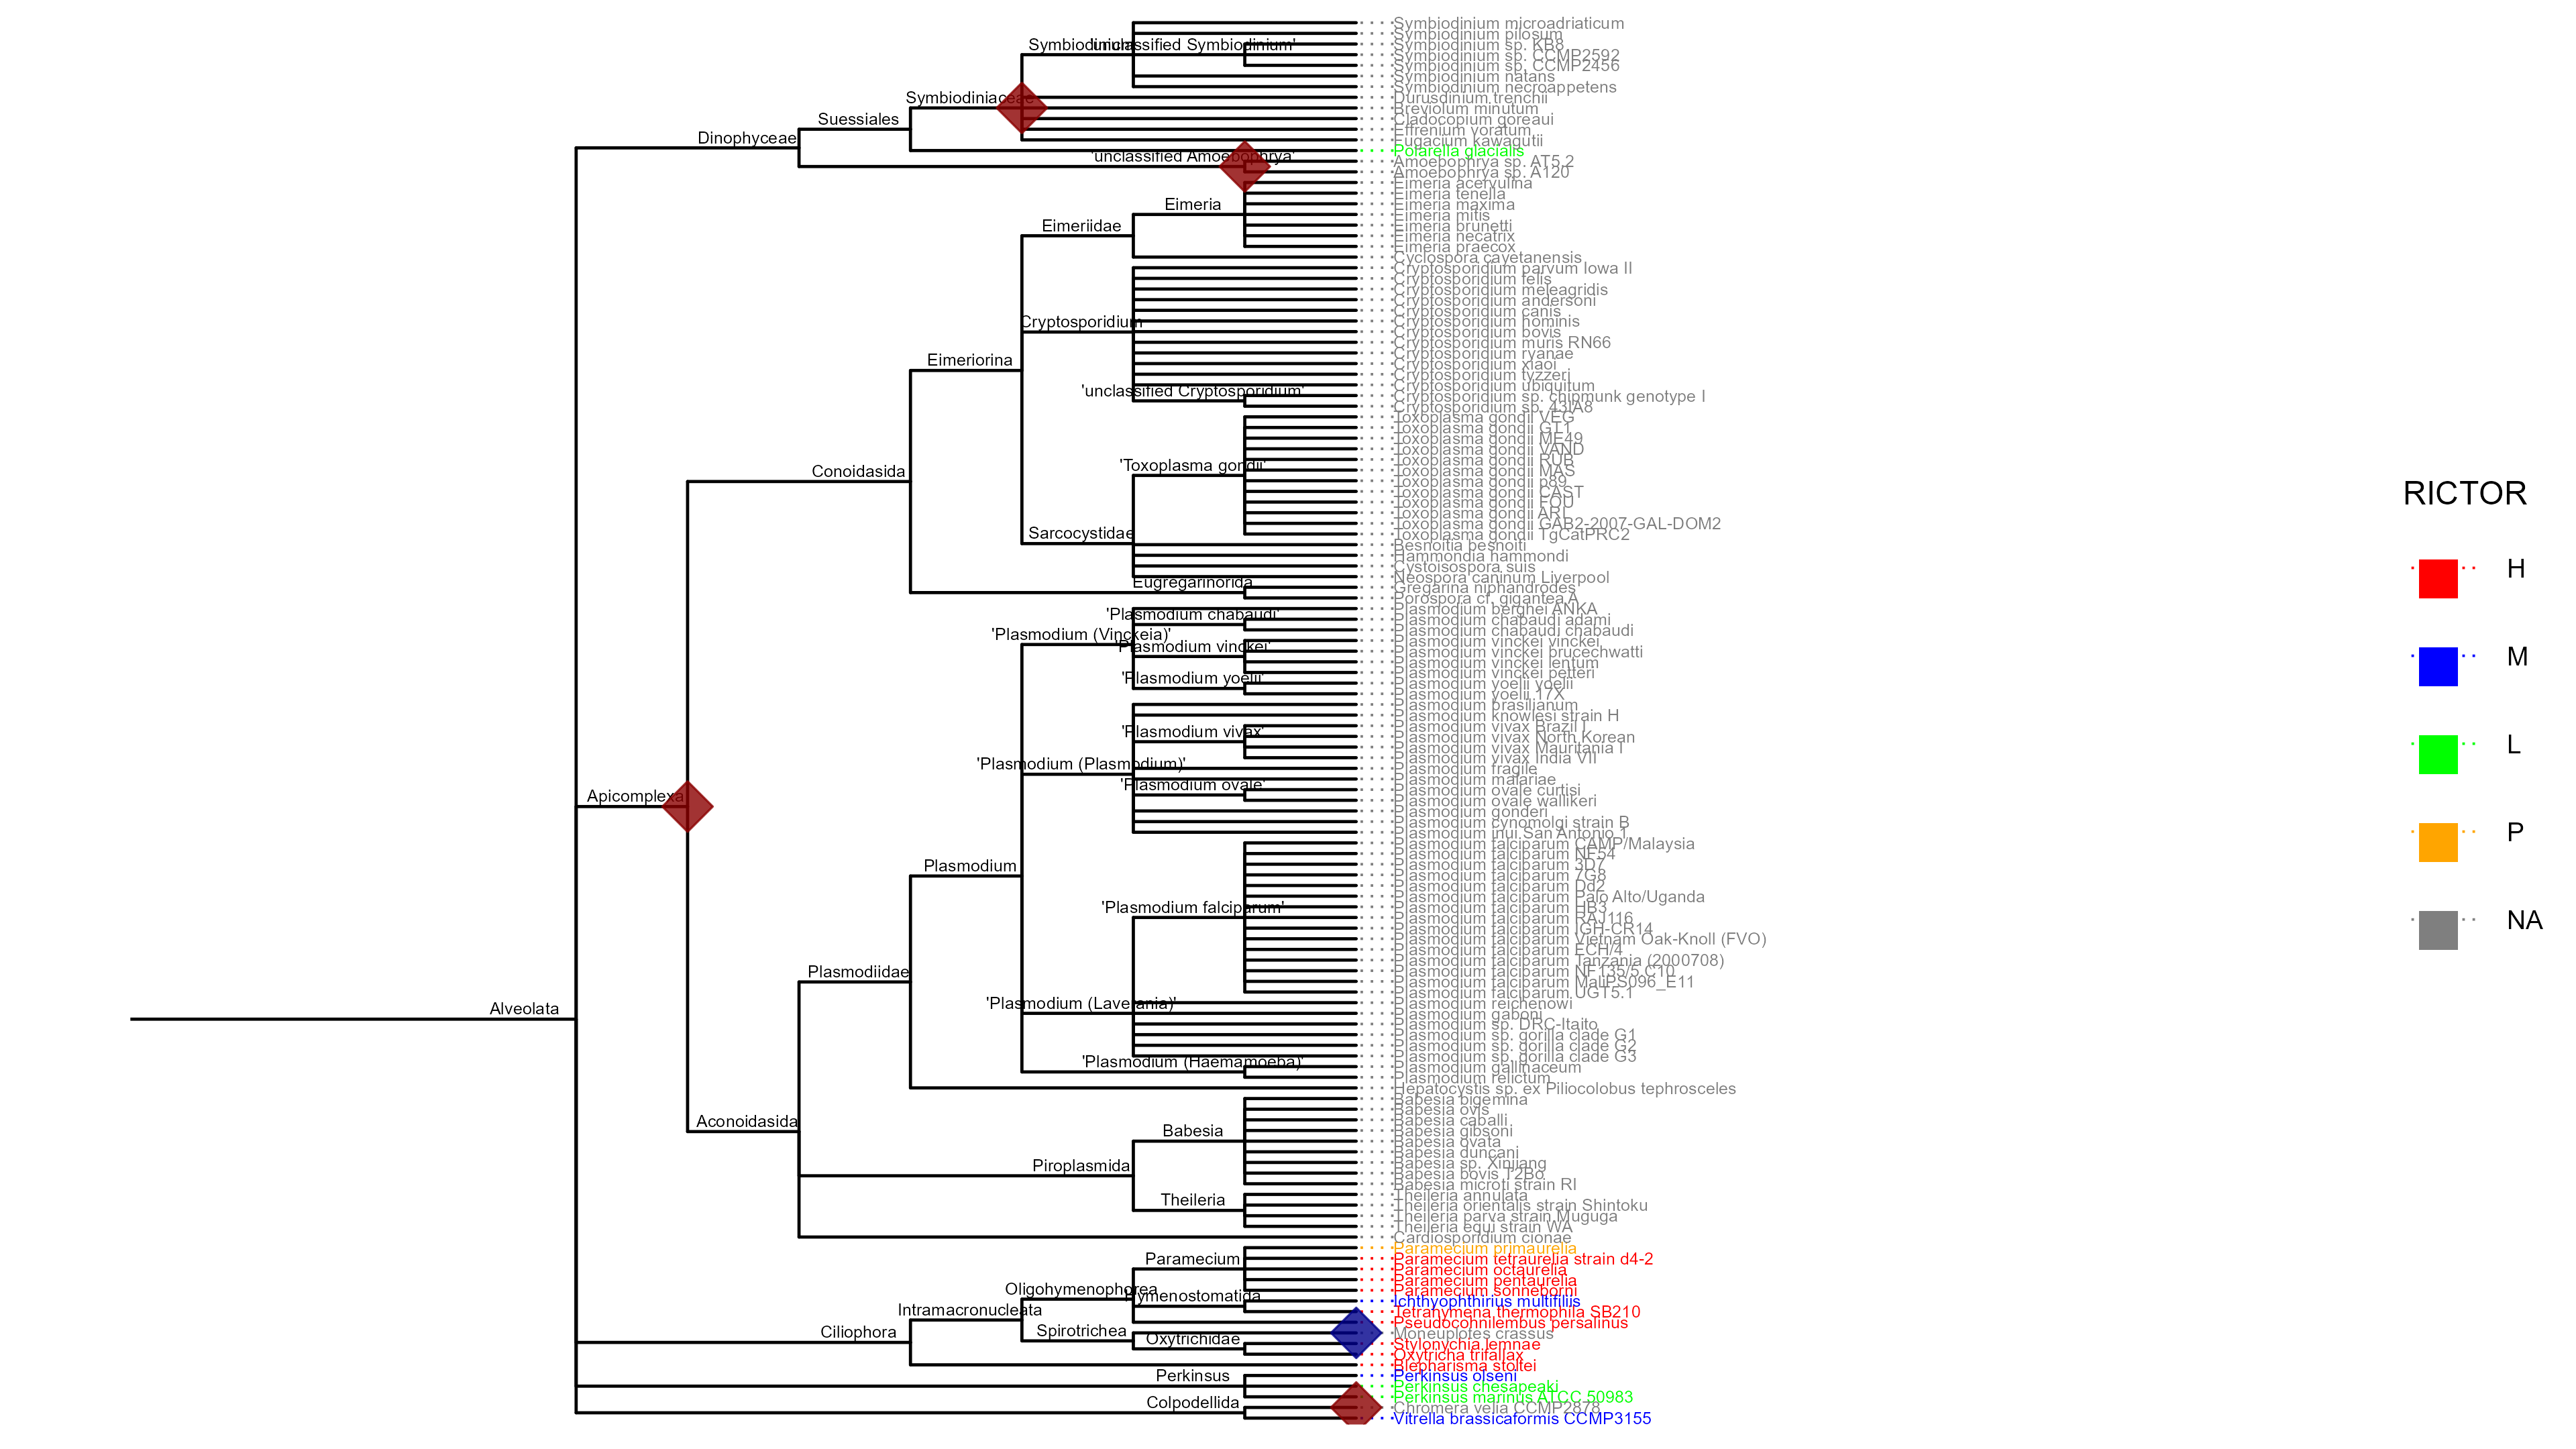 Symbiodinium microadriaticum
Symbiodinium pilosum
Symbiodinium 'unclassified Symbiodinium' Symbiodinium sp. KB8
Symbiodinium sp. CCMP2592
Symbiodinium sp. CCMP2456
Symbiodinium natans
Symbiodinium necroappetens
Symbiodiniaceae Durusdinium trenchii
Breviolum minutum
Suessiales Cladocopium goreaui
Effrenium voratum
Dinophyceae Fugacium kawagutii
Polarella glacialis
'unclassified Amoebophrya' Amoebophrya sp. AT5.2
Amoebophrya sp. A120
Eimeria acervulina
Eimeria tenella
Eimeria Eimeria maxima
Eimeria mitis
Eimeriidae Eimeria brunetti
Eimeria necatrix
Eimeria praecox
Cyclospora cayetanensis
Cryptosporidium parvum Iowa II
Cryptosporidium felis
Cryptosporidium meleagridis
Cryptosporidium andersoni
Cryptosporidium canis
Cryptosporidium Cryptosporidium hominis
Cryptosporidium bovis
Cryptosporidium muris RN66
Cryptosporidium ryanae
Eimeriorina Cryptosporidium xiaoi
Cryptosporidium tyzzeri
Cryptosporidium ubiquitum
'unclassified Cryptosporidium' Cryptosporidium sp. chipmunk genotype I
Cryptosporidium sp. 43IA8
Toxoplasma gondii VEG
Toxoplasma gondii GT1
Toxoplasma gondii ME49
Toxoplasma gondii VAND
Toxoplasma gondii RUB
Conoidasida 'Toxoplasma gondii' Toxoplasma gondii MAS
Toxoplasma gondii p89
Toxoplasma gondii CAST
Toxoplasma gondii FOU
Toxoplasma gondii ARI
Toxoplasma gondii GAB2-2007-GAL-DOM2
Sarcocystidae Toxoplasma gondii TgCatPRC2
Besnoitia besnoiti
Hammondia hammondi
Cystoisospora suis
Neospora caninum Liverpool
Eugregarinorida Gregarina niphandrodes
Porospora cf. gigantea A
Plasmodium berghei ANKA
'Plasmodium chabaudi' Plasmodium chabaudi adami
Plasmodium chabaudi chabaudi
'Plasmodium (Vinckeia)' Plasmodium vinckei vinckei
'Plasmodium vinckei' Plasmodium vinckei brucechwatti
Plasmodium vinckei lentum
Plasmodium vinckei petteri
'Plasmodium yoelii' Plasmodium yoelii yoelii
Plasmodium yoelii 17X
Plasmodium brasilianum
Plasmodium knowlesi strain H
Plasmodium vivax Brazil I
'Plasmodium vivax' Plasmodium vivax North Korean
Plasmodium vivax Mauritania I
Plasmodium vivax India VII
'Plasmodium (Plasmodium)' Plasmodium fragile
Plasmodium malariae
'Plasmodium ovale' Plasmodium ovale curtisi
Apicomplexa Plasmodium ovale wallikeri
Plasmodium gonderi
Plasmodium cynomolgi strain B
Plasmodium inui San Antonio 1
Plasmodium falciparum CAMP/Malaysia
Plasmodium falciparum NF54
Plasmodium Plasmodium falciparum 3D7
Plasmodium falciparum 7G8
Plasmodium falciparum Dd2
Plasmodium falciparum Palo Alto/Uganda
'Plasmodium falciparum' Plasmodium falciparum HB3
Plasmodium falciparum RAJ116
Plasmodium falciparum IGH-CR14
Plasmodium falciparum Vietnam Oak-Knoll (FVO)
Plasmodium falciparum ECH/4
Plasmodium falciparum Tanzania (2000708)
Plasmodiidae Plasmodium falciparum NF135/5.C10
Plasmodium falciparum MaliPS096_E11
Plasmodium falciparum UGT5.1
'Plasmodium (Laverania)' Plasmodium reichenowi
Alveolata Plasmodium gaboni
Plasmodium sp. DRC-Itaito
Plasmodium sp. gorilla clade G1
Plasmodium sp. gorilla clade G2
Plasmodium sp. gorilla clade G3
'Plasmodium (Haemamoeba)' Plasmodium gallinaceum
Plasmodium relictum
Hepatocystis sp. ex Piliocolobus tephrosceles
Babesia bigemina
Babesia ovis
Aconoidasida Babesia caballi
Babesia Babesia gibsoni
Babesia ovata
Babesia duncani
Piroplasmida Babesia sp. Xinjiang
Babesia bovis T2Bo
Babesia microti strain RI
Theileria Theileria annulata
Theileria orientalis strain Shintoku
Theileria parva strain Muguga
Theileria equi strain WA
Cardiosporidium cionae
Paramecium primaurelia
Paramecium Paramecium tetraurelia strain d4-2
Paramecium octaurelia
Paramecium pentaurelia
Oligohymenophorea Paramecium sonneborni
Hymenostomatida Ichthyophthirius multifiliis
Intramacronucleata Tetrahymena thermophila SB210
Pseudocohnilembus persalinus
Ciliophora Spirotrichea Moneuplotes crassus
Oxytrichidae Stylonychia lemnae
Oxytricha trifallax
Blepharisma stoltei
Perkinsus Perkinsus olseni
Perkinsus chesapeaki
Perkinsus marinus ATCC 50983
Colpodellida Chromera velia CCMP2878
Vitrella brassicaformis CCMP3155
RICTOR
H
M
L
P
NA